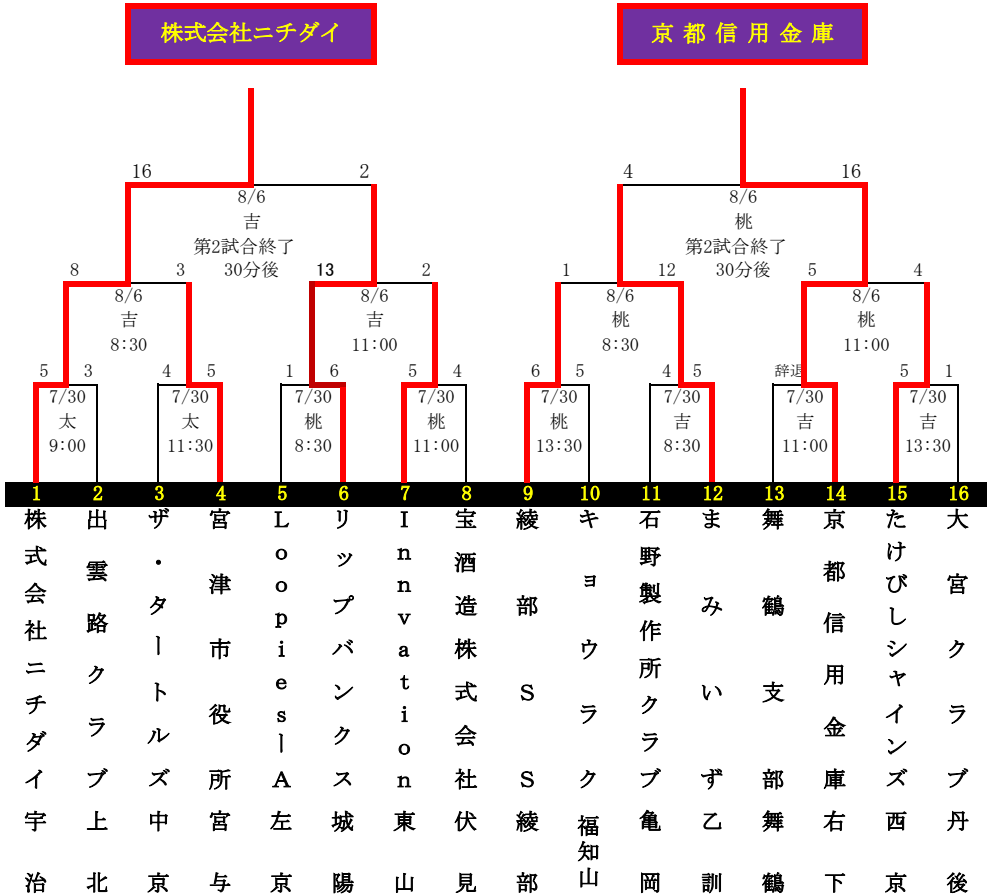 株式会社ニチダイ 京都信用金庫
16 2 4 16
8/6 8/6
吉 桃
第2試合終了 第2試合終了
8 3 30分後 13 2 1 12 30分後 5 4
8/6 8/6 8/6 8/6
吉 吉 桃 桃
8:30 11:00 8:30 11:00
5 3 4 5 1 6 5 4 6 5 4 5 辞退 5 1
7/30 7/30 7/30 7/30 7/30 7/30 7/30 7/30
太 太 桃 桃 桃 吉 吉 吉
9:00 11:30 8:30 11:00 13:30 8:30 11:00 13:30
1 2 3 4 5 6 7 8 9 10 11 12 13 14 15 16
株式会社ニチダイ 宇治
出雲路クラブ 上北
ザ・タートルズ 中京
宮津市役所 宮与
LoopiesーA 左京
リップバンクス 城陽
Innvation 東山
宝酒造株式会社 伏見
綾部SS 綾部
キョウラク 福知山
石野製作所クラブ 亀岡
まみいず 乙訓
舞鶴支部 舞鶴
京都信用金庫 右下
たけびしシャインズ 西京
大宮クラブ 丹後